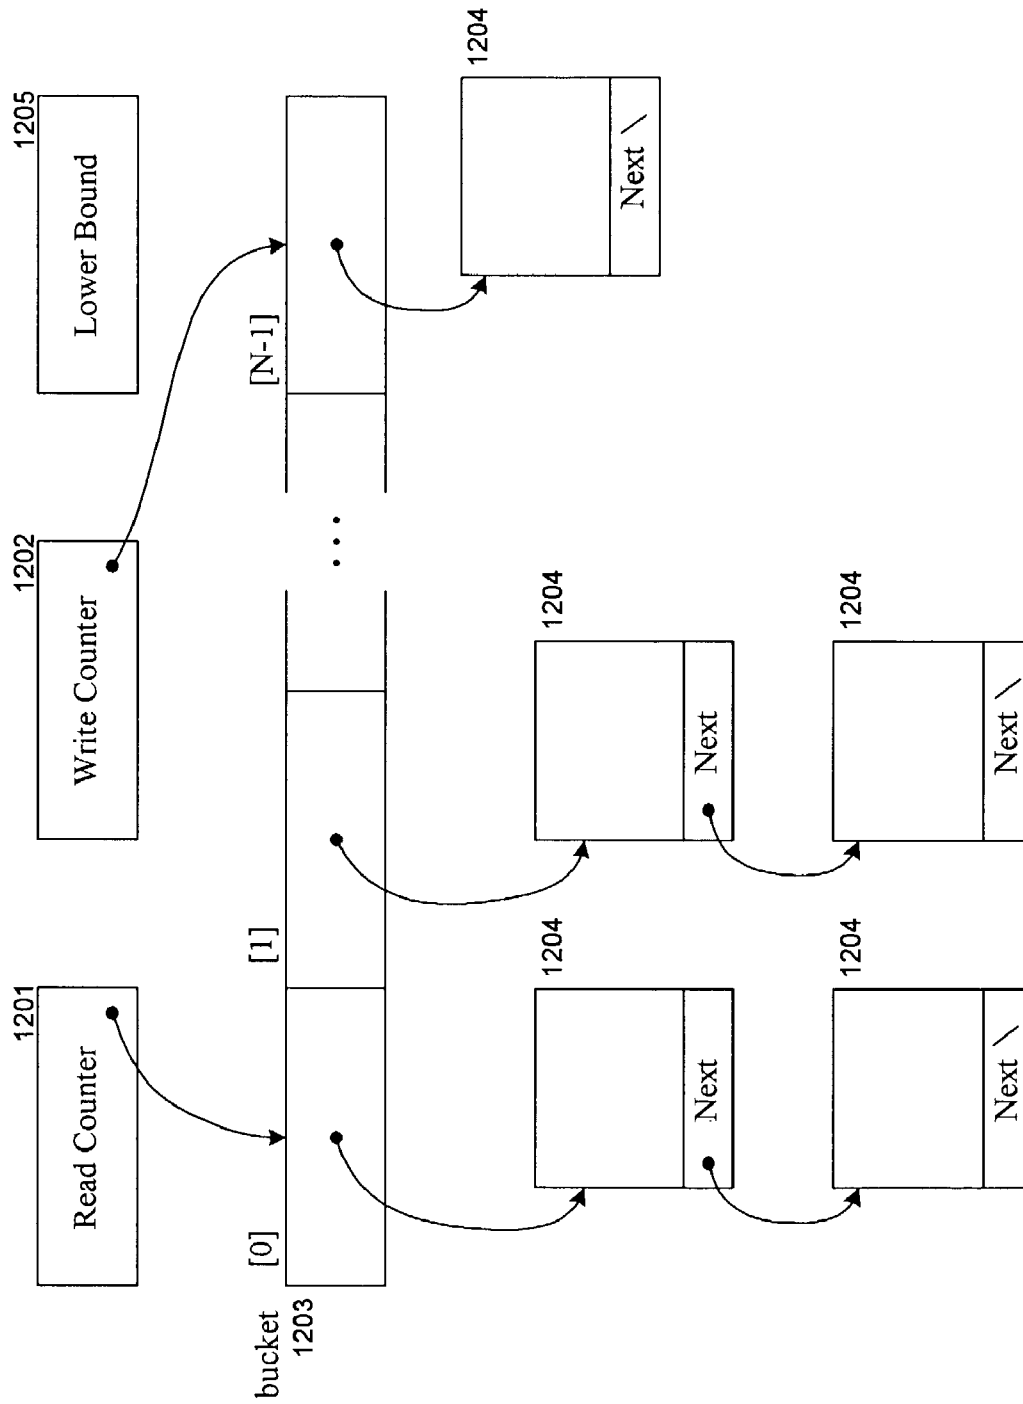 1201
Read Counter
1202
Write Counter
1205
Lower Bound
bucket
1203
[0]
[1]
[N-1]
...
1204
Next
1204
Next \
1204
Next
1204
Next \
1204
Next \